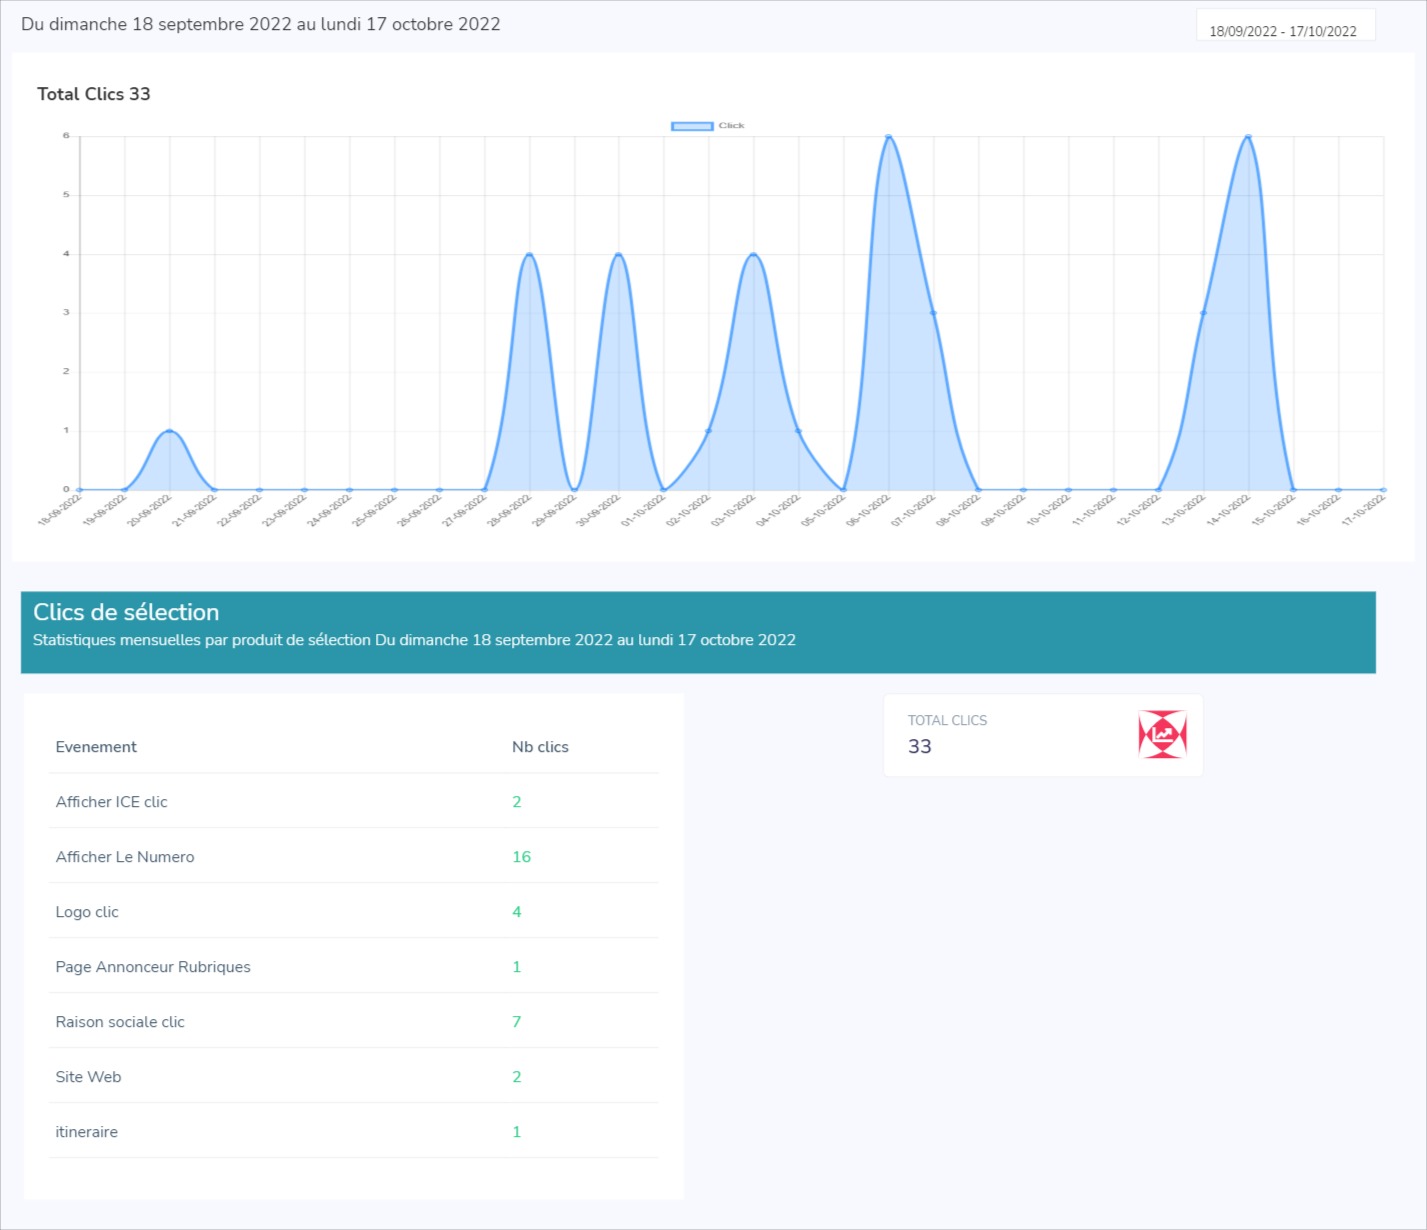 Du dimanche 18 septembre 2022 au lundi 17 octobre 2022
18/09/2022 - 17/10/2022
Total Clics 33
Click
6
5
4
3
2
1
0
18-09-2022
19-09-2022
20-09-2022
21-09-2022
22-09-2022
23-09-2022
24-09-2022
25-09-2022
26-09-2022
27-09-2022
28-09-2022
29-09-2022
30-09-2022
01-10-2022
02-10-2022
03-10-2022
04-10-2022
05-10-2022
06-10-2022
07-10-2022
08-10-2022
09-10-2022
10-10-2022
11-10-2022
12-10-2022
13-10-2022
14-10-2022
15-10-2022
16-10-2022
17-10-2022
Clics de sélection
Statistiques mensuelles par produit de sélection Du dimanche 18 septembre 2022 au lundi 17 octobre 2022
Evenement Nb clics
Afficher ICE clic 2
Afficher Le Numero 16
Logo clic 4
Page Annonceur Rubriques 1
Raison sociale clic 7
Site Web 2
itineraire 1
TOTAL CLICS
33